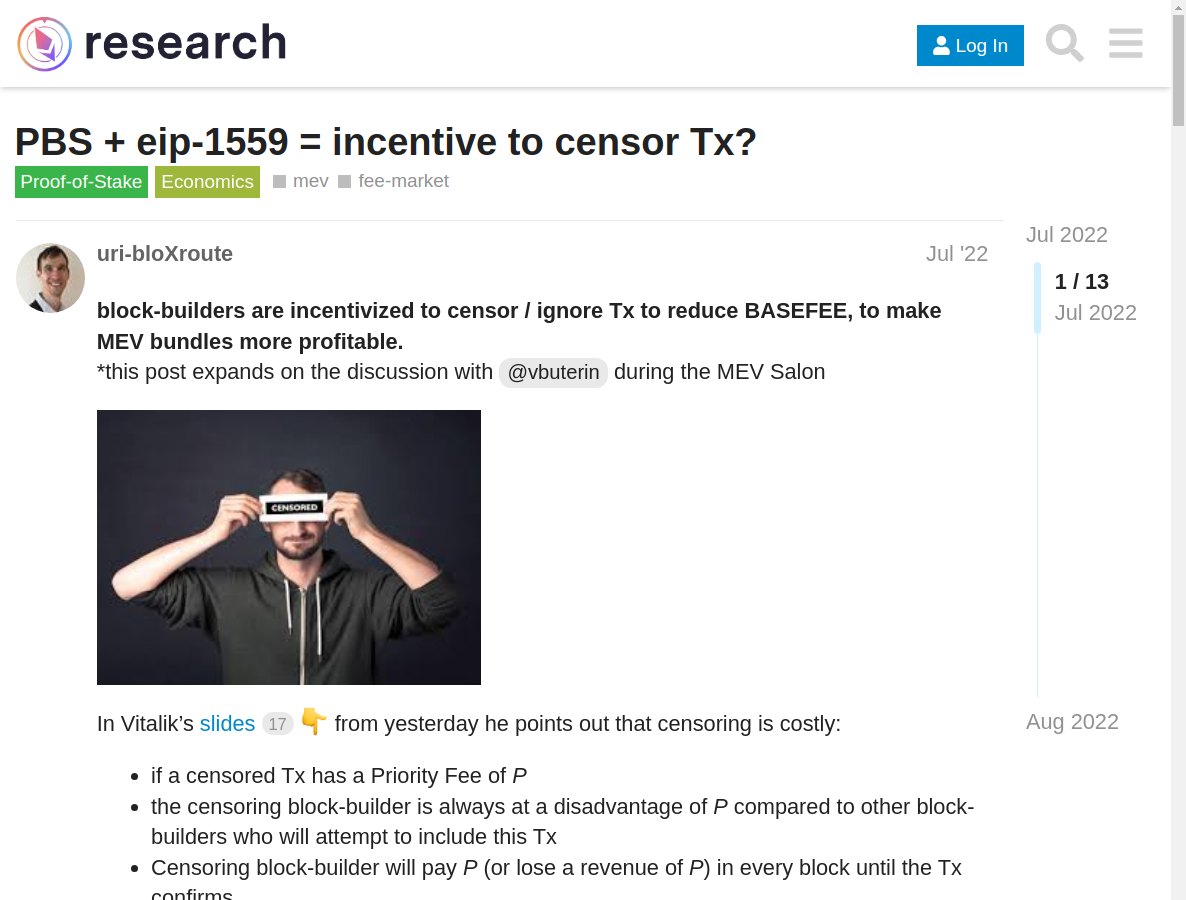 research
Log In
PBS + eip-1559 = incentive to censor Tx?
Proof-of-Stake Economics mev fee-market
Jul 2022
uri-bloXroute Jul '22
1 / 13
Jul 2022
block-builders are incentivized to censor / ignore Tx to reduce BASEFEE, to make
MEV bundles more profitable.
*this post expands on the discussion with @vbuterin during the MEV Salon
CENSORED
In Vitalik’s slides 17 👇 from yesterday he points out that censoring is costly:
Aug 2022
• if a censored Tx has a Priority Fee of P
• the censoring block-builder is always at a disadvantage of P compared to other block-
builders who will attempt to include this Tx
• Censoring block-builder will pay P (or lose a revenue of P) in every block until the Tx
confirms